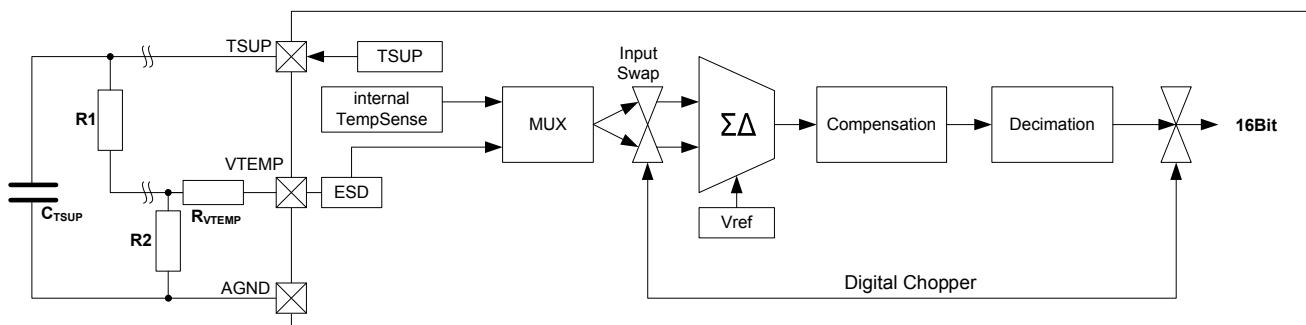 TSUP
TSUP
Input
Swap
internal
TempSense
R1
MUX
ΣΔ
Compensation
Decimation
16Bit
VTEMP
ESD
C_TSUP
R_VTEMP
R2
Vref
AGND
Digital Chopper